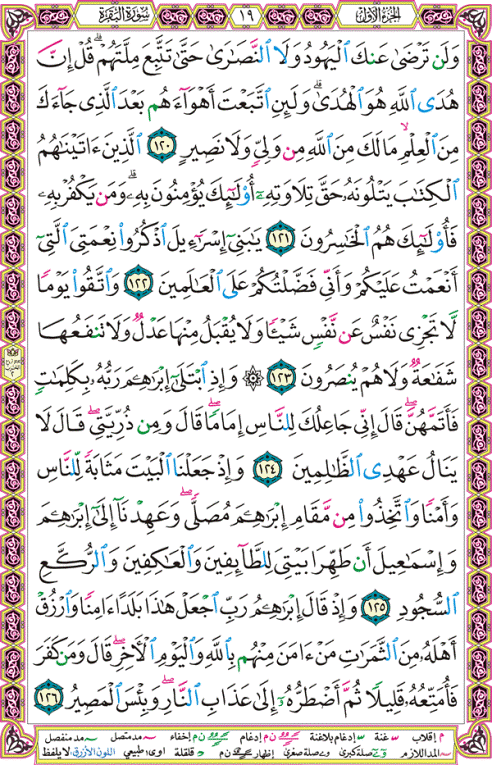 الجزء الأول
١٩
سورة البقرة
وَلَن تَرْضَىٰ عَنكَ ٱلْيَهُودُ وَلَا ٱلنَّصَٰرَىٰ حَتَّىٰ تَتَّبِعَ مِلَّتَهُمْ ۗ قُلْ إِنَّ
هُدَى ٱللَّهِ هُوَ ٱلْهُدَىٰ ۗ وَلَئِنِ ٱتَّبَعْتَ أَهْوَآءَهُم بَعْدَ ٱلَّذِى جَآءَكَ
مِنَ ٱلْعِلْمِ ۙ مَا لَكَ مِنَ ٱللَّهِ مِن وَلِىٍّ وَلَا نَصِيرٍ ١٢٠ ٱلَّذِينَ ءَاتَيْنَٰهُمُ
ٱلْكِتَٰبَ يَتْلُونَهُۥ حَقَّ تِلَاوَتِهِۦٓ أُو۟لَٰٓئِكَ يُؤْمِنُونَ بِهِۦ ۗ وَمَن يَكْفُرْ بِهِۦ
فَأُو۟لَٰٓئِكَ هُمُ ٱلْخَٰسِرُونَ ١٢١ يَٰبَنِىٓ إِسْرَٰٓءِيلَ ٱذْكُرُوا۟ نِعْمَتِىَ ٱلَّتِىٓ
أَنْعَمْتُ عَلَيْكُمْ وَأَنِّى فَضَّلْتُكُمْ عَلَى ٱلْعَٰلَمِينَ ١٢٢ وَٱتَّقُوا۟ يَوْمًا
لَّا تَجْزِى نَفْسٌ عَن نَّفْسٍ شَيْـًٔا وَلَا يُقْبَلُ مِنْهَا عَدْلٌ وَلَا تَنفَعُهَا
شَفَٰعَةٌ وَلَا هُمْ يُنصَرُونَ ١٢٣ ۞ وَإِذِ ٱبْتَلَىٰٓ إِبْرَٰهِـۧمَ رَبُّهُۥ بِكَلِمَٰتٍ
فَأَتَمَّهُنَّ ۖ قَالَ إِنِّى جَاعِلُكَ لِلنَّاسِ إِمَامًا ۖ قَالَ وَمِن ذُرِّيَّتِى ۖ قَالَ لَا
يَنَالُ عَهْدِى ٱلظَّٰلِمِينَ ١٢٤ وَإِذْ جَعَلْنَا ٱلْبَيْتَ مَثَابَةً لِّلنَّاسِ
وَأَمْنًا وَٱتَّخِذُوا۟ مِن مَّقَامِ إِبْرَٰهِـۧمَ مُصَلًّى ۖ وَعَهِدْنَآ إِلَىٰٓ إِبْرَٰهِـۧمَ
وَإِسْمَٰعِيلَ أَن طَهِّرَا بَيْتِىَ لِلطَّآئِفِينَ وَٱلْعَٰكِفِينَ وَٱلرُّكَّعِ
ٱلسُّجُودِ ١٢٥ وَإِذْ قَالَ إِبْرَٰهِـۧمُ رَبِّ ٱجْعَلْ هَٰذَا بَلَدًا ءَامِنًا وَٱرْزُقْ
أَهْلَهُۥ مِنَ ٱلثَّمَرَٰتِ مَنْ ءَامَنَ مِنْهُم بِٱللَّهِ وَٱلْيَوْمِ ٱلْـَٔاخِرِ ۖ قَالَ وَمَن كَفَرَ
فَأُمَتِّعُهُۥ قَلِيلًا ثُمَّ أَضْطَرُّهُۥٓ إِلَىٰ عَذَابِ ٱلنَّارِ ۖ وَبِئْسَ ٱلْمَصِيرُ ١٢٦
م إقلاب س غنة س إدغام بلاغنة ن م إدغام ن م إخفاء مد متصل مد منفصل
المد اللازم صلة كبرى وصلة صغرى إظهار ن م قلقلة اوى: طبيعي اللون الأزرق: لا يلفظ